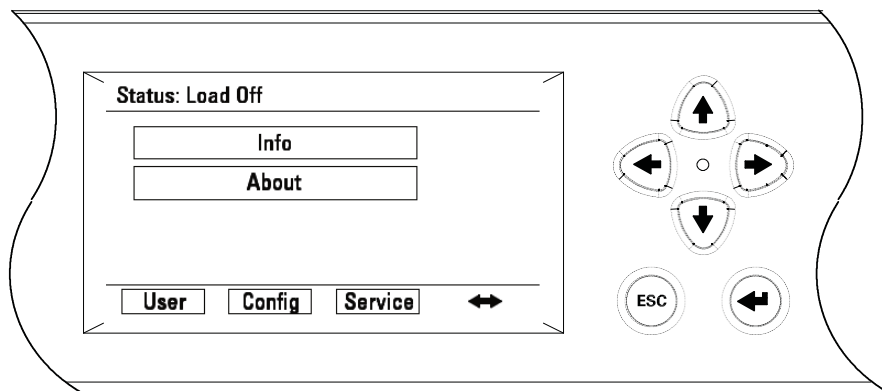 Status: Load Off
Info
About
User Config Service
ESC